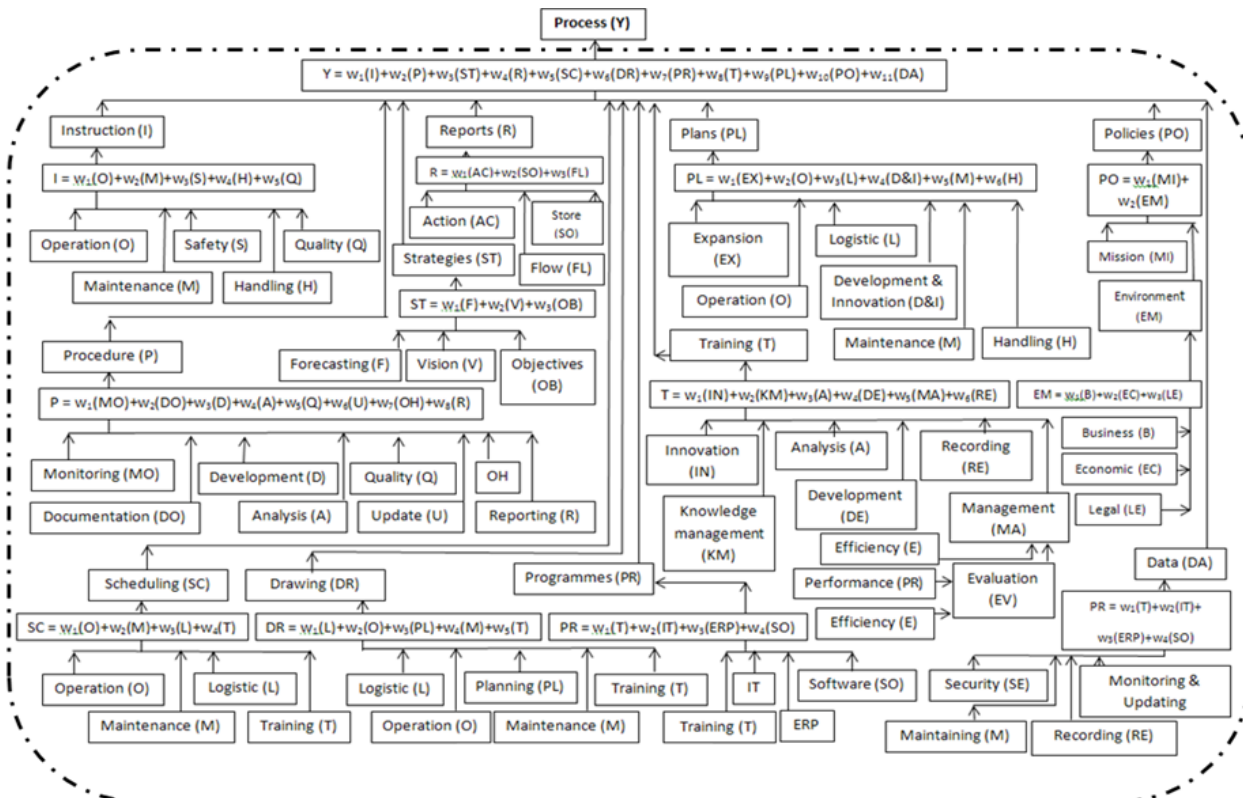 Process (Y)
Y = w₁(I)+w₂(P)+w₃(ST)+w₄(R)+w₅(SC)+w₆(DR)+w₇(PR)+w₈(T)+w₉(PL)+w₁₀(PO)+w₁₁(DA)
Instruction (I)
I = w₁(O)+w₂(M)+w₃(S)+w₄(H)+w₅(Q)
Operation (O)
Safety (S)
Quality (Q)
Maintenance (M)
Handling (H)
Reports (R)
R = w₁(AC)+w₂(SO)+w₃(FL)
Action (AC)
Store
(SO)
Flow (FL)
Strategies (ST)
ST = w₁(F)+w₂(V)+w₃(OB)
Forecasting (F)
Vision (V)
Objectives
(OB)
Plans (PL)
PL = w₁(EX)+w₂(O)+w₃(L)+w₄(D&I)+w₅(M)+w₆(H)
Expansion
(EX)
Logistic (L)
Operation (O)
Development &
Innovation (D&I)
Maintenance (M)
Handling (H)
Policies (PO)
PO = w₁(MI)+
w₂(EM)
Mission (MI)
Environment
(EM)
EM = w₁(B)+w₂(EC)+w₃(LE)
Business (B)
Economic (EC)
Legal (LE)
Procedure (P)
P = w₁(MO)+w₂(DO)+w₃(D)+w₄(A)+w₅(Q)+w₆(U)+w₇(OH)+w₈(R)
Monitoring (MO)
Development (D)
Quality (Q)
OH
Documentation (DO)
Analysis (A)
Update (U)
Reporting (R)
Training (T)
T = w₁(IN)+w₂(KM)+w₃(A)+w₄(DE)+w₅(MA)+w₆(RE)
Innovation
(IN)
Analysis (A)
Recording
(RE)
Knowledge
management
(KM)
Development
(DE)
Management
(MA)
Efficiency (E)
Performance (PR)
Efficiency (E)
Evaluation
(EV)
Scheduling (SC)
SC = w₁(O)+w₂(M)+w₃(L)+w₄(T)
Operation (O)
Logistic (L)
Maintenance (M)
Training (T)
Drawing (DR)
DR = w₁(L)+w₂(O)+w₃(PL)+w₄(M)+w₅(T)
Logistic (L)
Planning (PL)
Training (T)
Operation (O)
Maintenance (M)
Programmes (PR)
PR = w₁(T)+w₂(IT)+w₃(ERP)+w₄(SO)
IT
Software (SO)
Training (T)
ERP
Data (DA)
PR = w₁(T)+w₂(IT)+
w₃(ERP)+w₄(SO)
Security (SE)
Monitoring &
Updating
Maintaining (M)
Recording (RE)